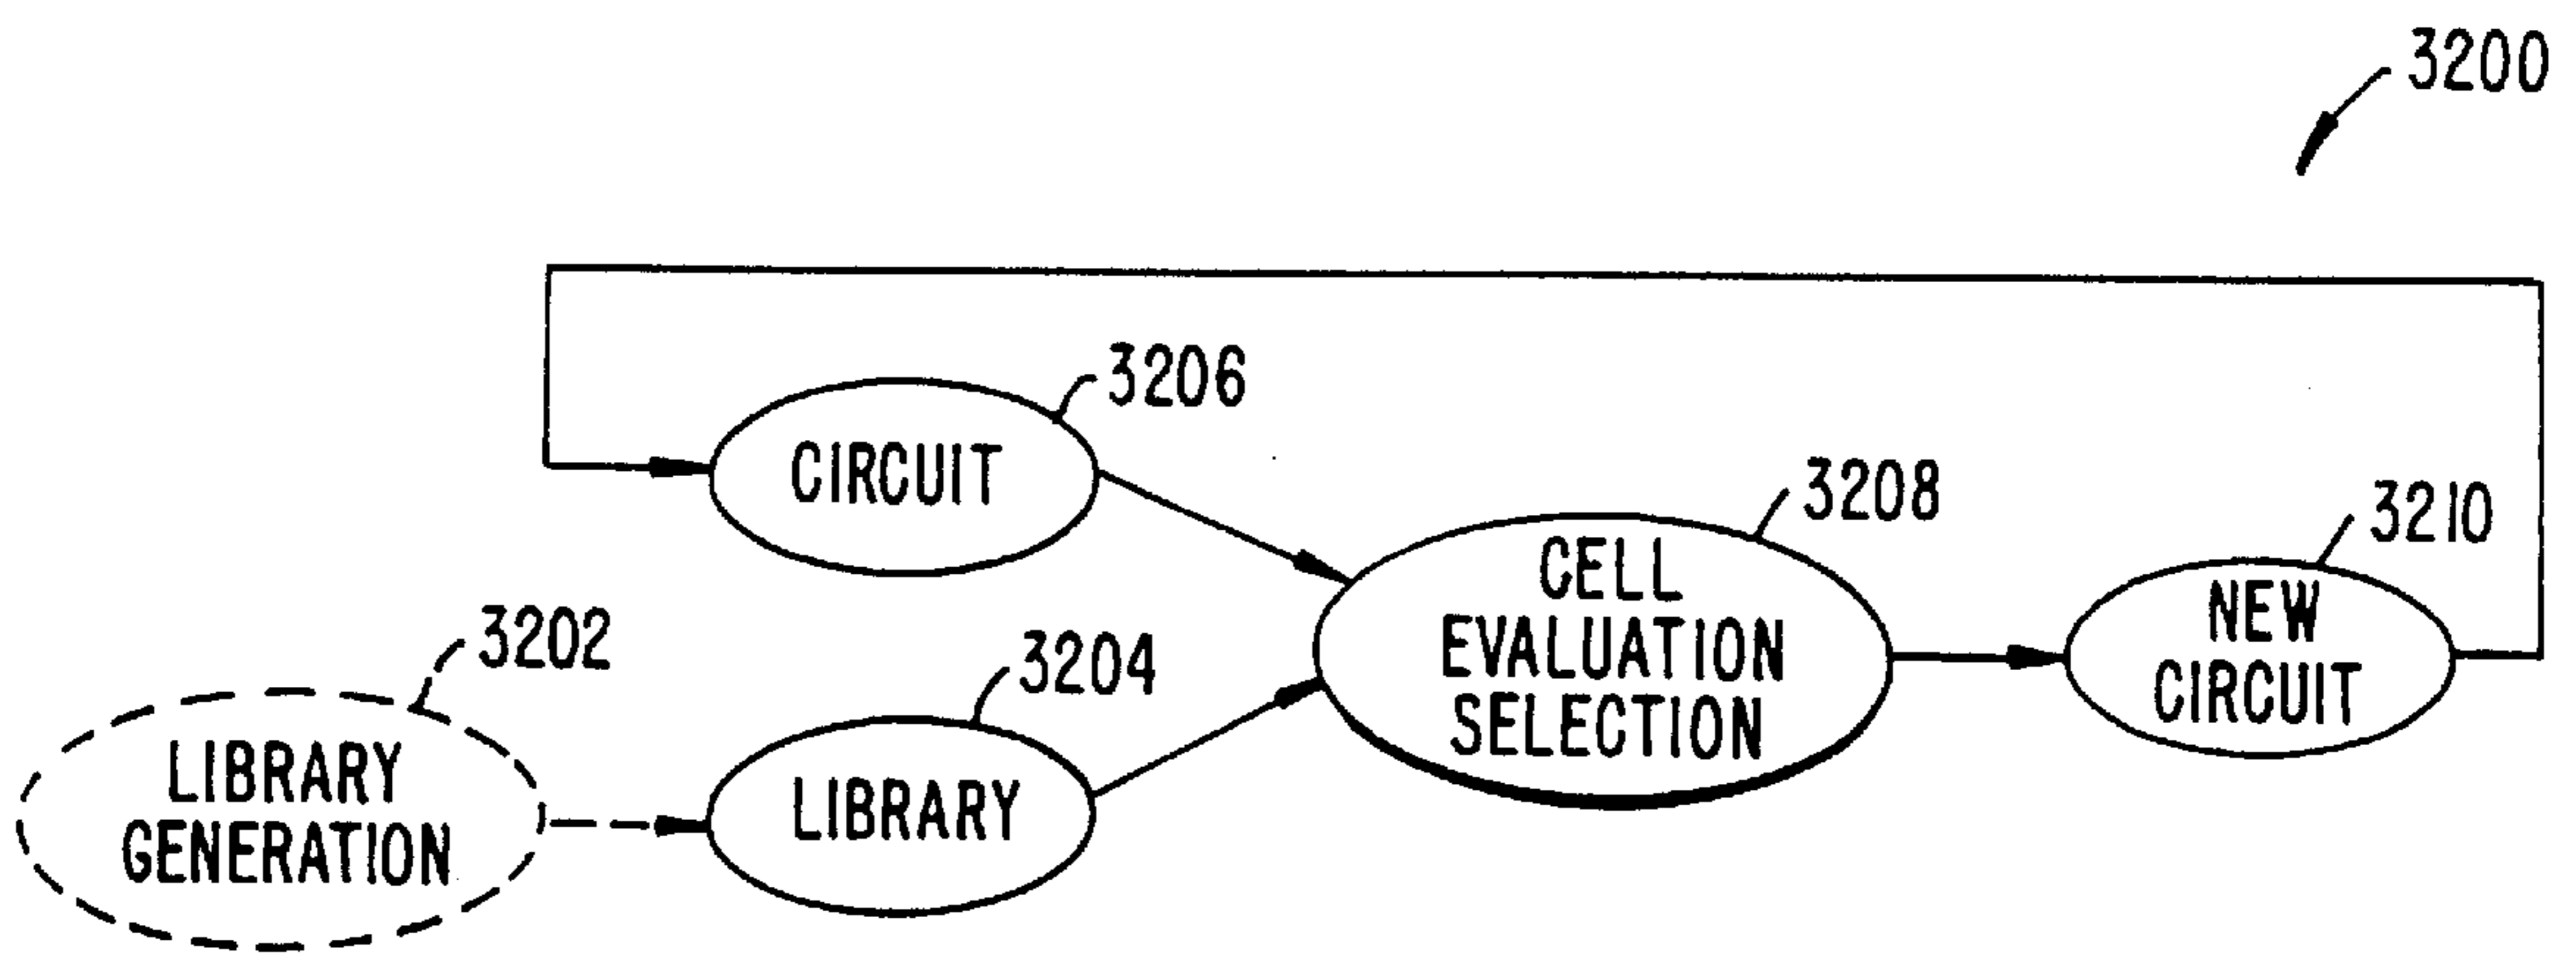 3200
3206
CIRCUIT
3208
CELL
EVALUATION
SELECTION
3210
NEW
CIRCUIT
3202
LIBRARY
GENERATION
3204
LIBRARY